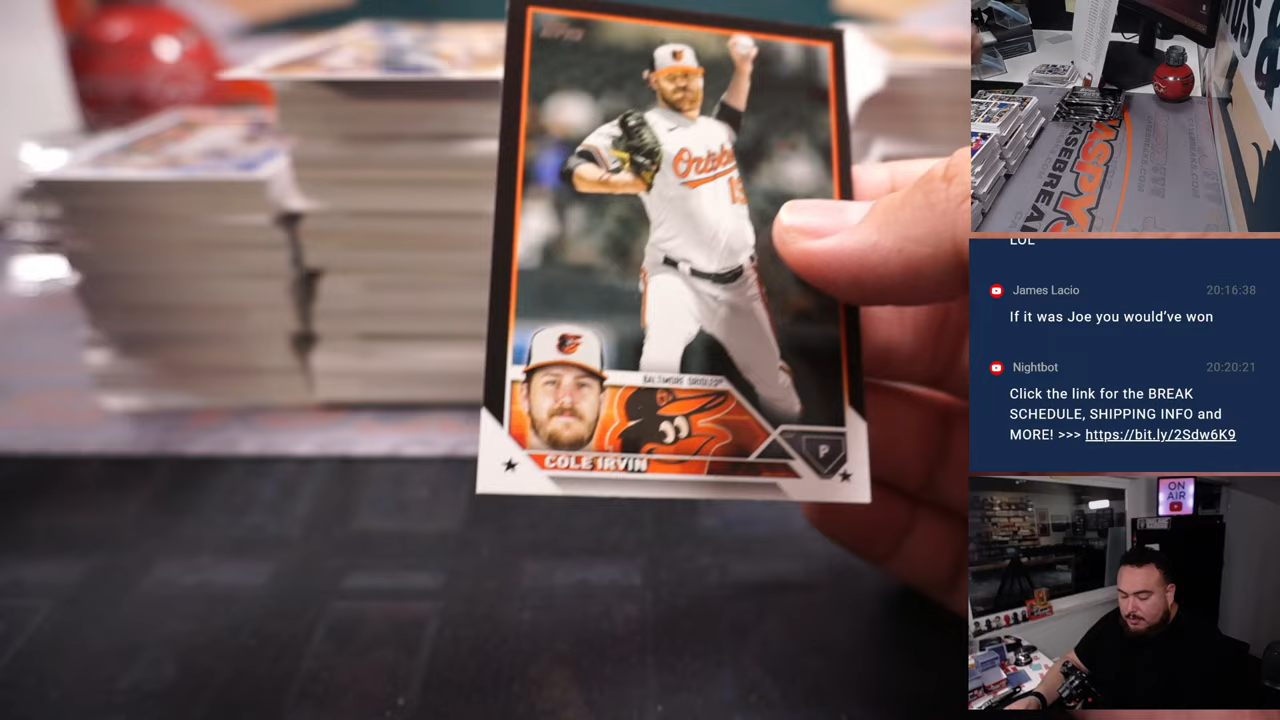 Orioles
BALTIMORE ORIOLES
COLE IRVIN
P
JASPY'S
CASEBREAK
LOL
James Lacio 20:16:38
If it was Joe you would've won
Nightbot 20:20:21
Click the link for the BREAK
SCHEDULE, SHIPPING INFO and
MORE! >>> https://bit.ly/2Sdw6K9
ON
AIR